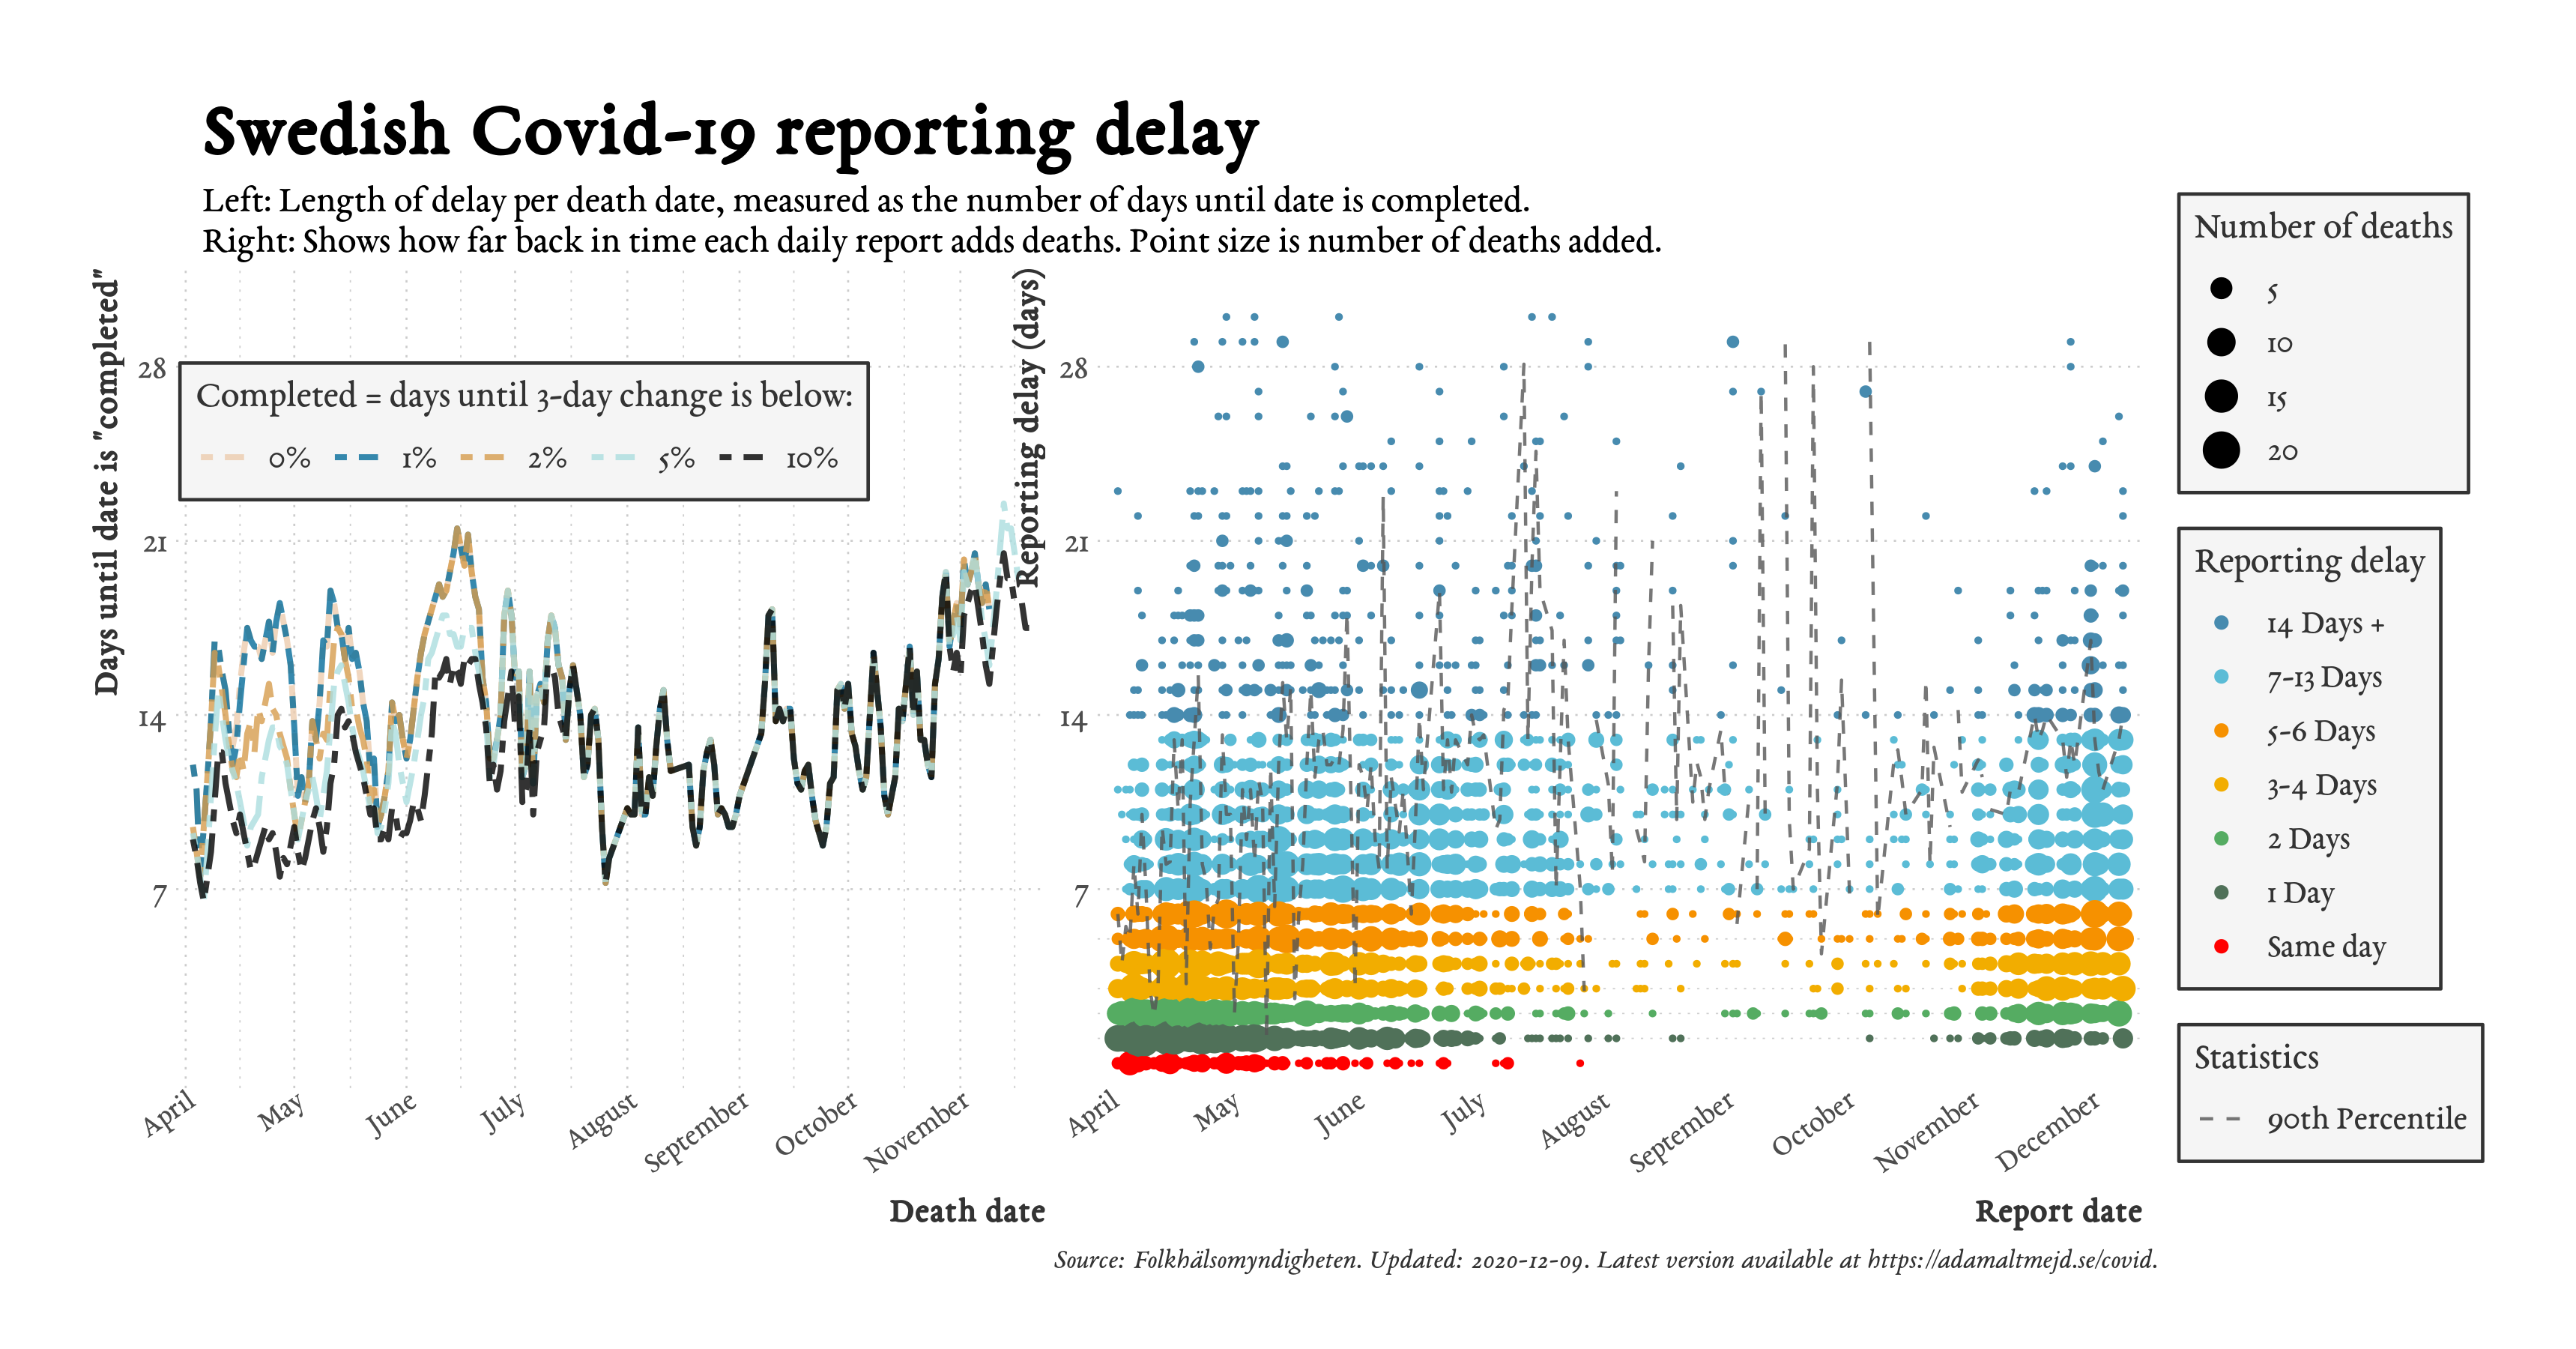 Swedish Covid-19 reporting delay
Left: Length of delay per death date, measured as the number of days until date is completed.
Right: Shows how far back in time each daily report adds deaths. Point size is number of deaths added.
Days until date is "completed"
28
21
14
7
Completed = days until 3-day change is below:
0% 1% 2% 5% 10%
April May June July August September October November
Death date
Reporting delay (days)
28
21
14
7
April May June July August September October November December
Report date
Number of deaths
5
10
15
20
Reporting delay
14 Days +
7-13 Days
5-6 Days
3-4 Days
2 Days
1 Day
Same day
Statistics
90th Percentile
Source: Folkhälsomyndigheten. Updated: 2020-12-09. Latest version available at https://adamaltmejd.se/covid.